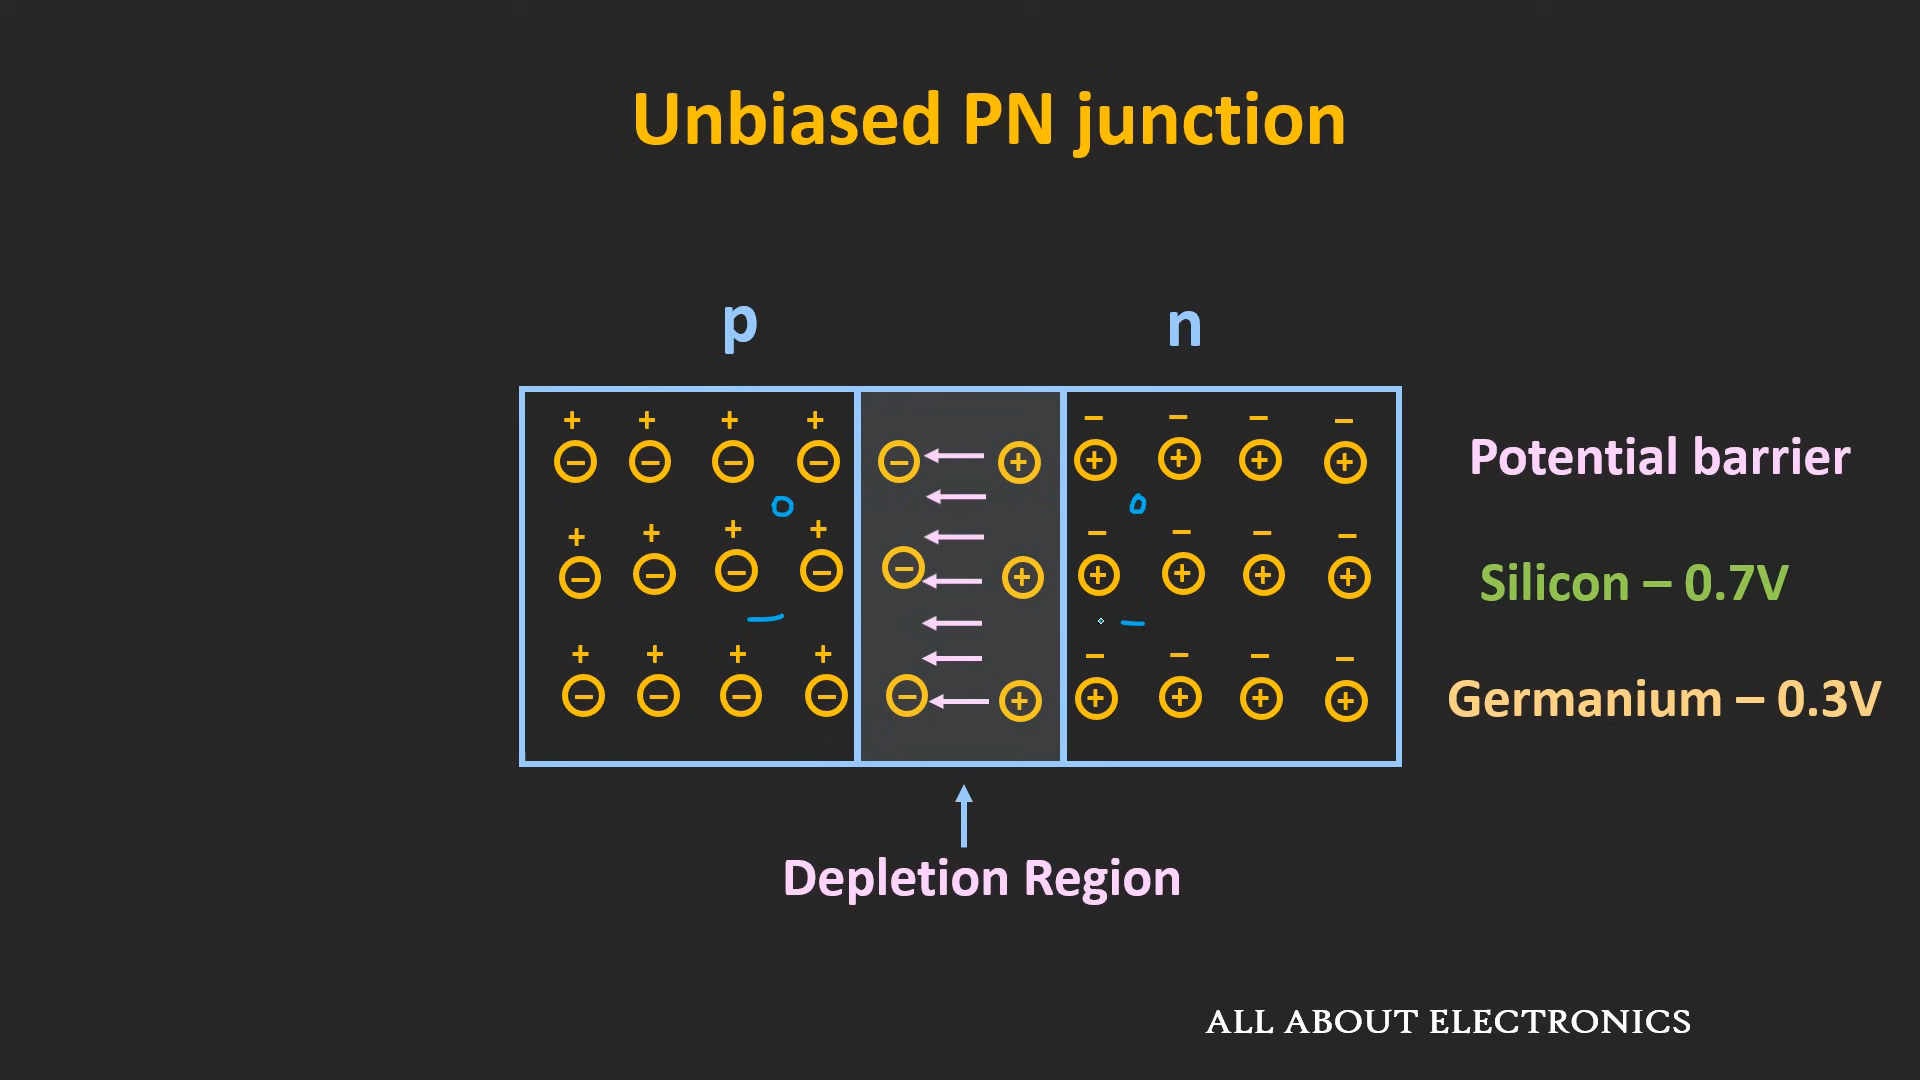 Unbiased PN junction
p
n
Potential barrier
Silicon – 0.7V
Germanium – 0.3V
Depletion Region
ALL ABOUT ELECTRONICS